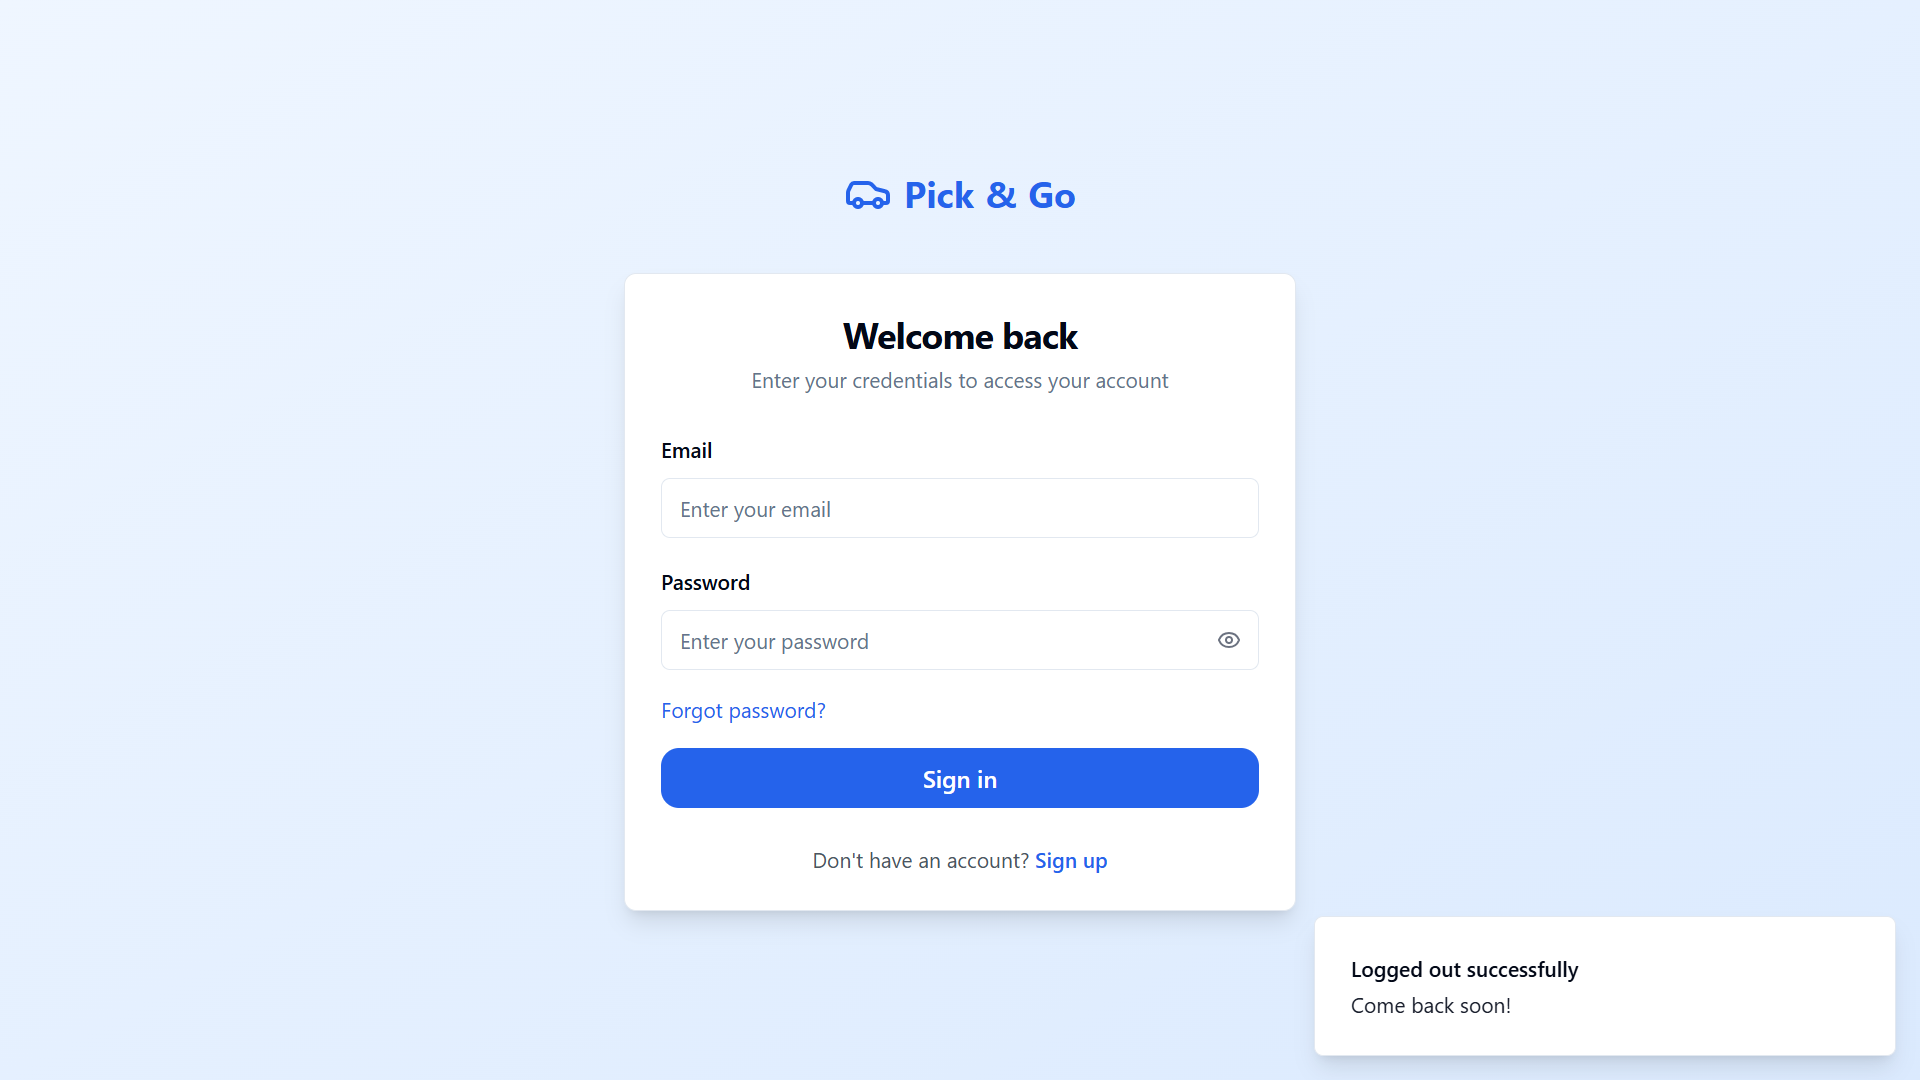 Pick & Go
Welcome back
Enter your credentials to access your account
Email
Enter your email
Password
Enter your password
Forgot password?
Sign in
Don't have an account? Sign up
Logged out successfully
Come back soon!